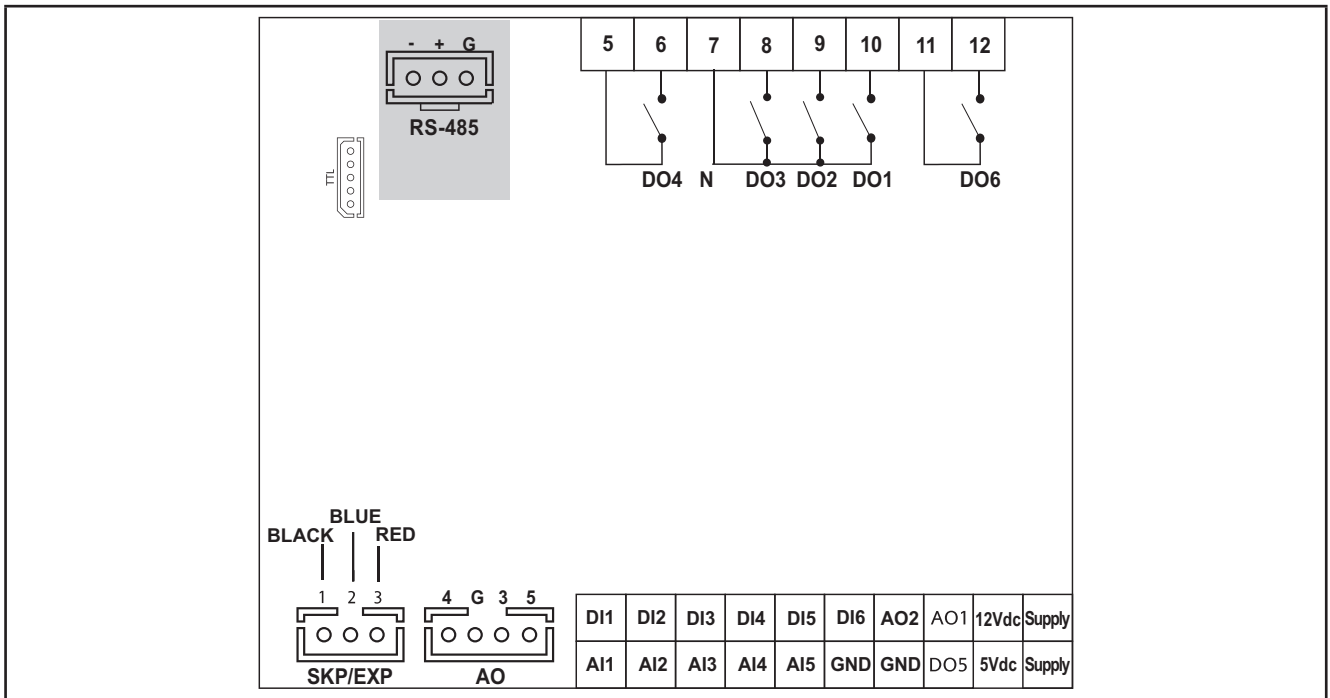 - + G
RS-485
TTL
5 6 7 8 9 10 11 12
DO4 N DO3 DO2 DO1 DO6
BLUE
BLACK RED
1 2 3
SKP/EXP
4 G 3 5
AO
DI1 DI2 DI3 DI4 DI5 DI6 AO2 AO1 12Vdc Supply
AI1 AI2 AI3 AI4 AI5 GND GND DO5 5Vdc Supply